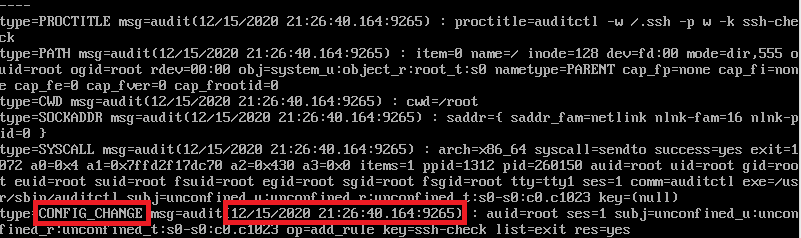 ----
type=PROCTITLE msg=audit(12/15/2020 21:26:40.164:9265) : proctitle=auditctl -w /.ssh -p w -k ssh-che
ck
type=PATH msg=audit(12/15/2020 21:26:40.164:9265) : item=0 name=/ inode=128 dev=fd:00 mode=dir,555 o
uid=root ogid=root rdev=00:00 obj=system_u:object_r:root_t:s0 nametype=PARENT cap_fp=none cap_fi=non
e cap_fe=0 cap_fver=0 cap_frootid=0
type=CWD msg=audit(12/15/2020 21:26:40.164:9265) : cwd=/root
type=SOCKADDR msg=audit(12/15/2020 21:26:40.164:9265) : saddr={ saddr_fam=netlink nlnk-fam=16 nlnk-p
id=0 }
type=SYSCALL msg=audit(12/15/2020 21:26:40.164:9265) : arch=x86_64 syscall=sendto success=yes exit=1
072 a0=0x4 a1=0x7ffd2f17dc70 a2=0x430 a3=0x0 items=1 ppid=1312 pid=260150 auid=root uid=root gid=roo
t euid=root suid=root fsuid=root egid=root sgid=root fsgid=root tty=tty1 ses=1 comm=auditctl exe=/us
r/sbin/auditctl subj=unconfined_u:unconfined_r:unconfined_t:s0-s0:c0.c1023 key=(null)
type=CONFIG_CHANGE msg=audit(12/15/2020 21:26:40.164:9265) : auid=root ses=1 subj=unconfined_u:uncon
fined_r:unconfined_t:s0-s0:c0.c1023 op=add_rule key=ssh-check list=exit res=yes